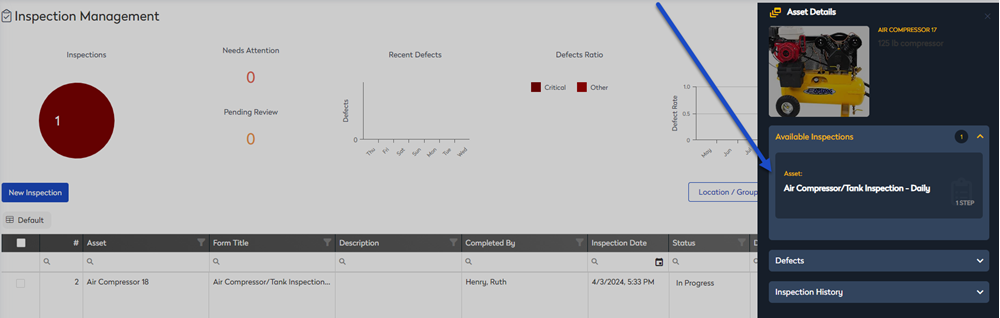 Inspection Management
Inspections
1
Needs Attention
0
Pending Review
0
Recent Defects
Defects
0
Thu Fri Sat Sun Mon Tue Wed
Defects Ratio
Critical Other
Defect Rate
1.0
0.5
0
May Jun
New Inspection
Location / Group
Default
# Asset Form Title Description Completed By Inspection Date Status
2 Air Compressor 18 Air Compressor/Tank Inspection... Henry, Ruth 4/3/2024, 5:33 PM In Progress
Asset Details
AIR COMPRESSOR 17
125 lb compressor
Available Inspections 1
Asset:
Air Compressor/Tank Inspection - Daily
1 STEP
Defects
Inspection History